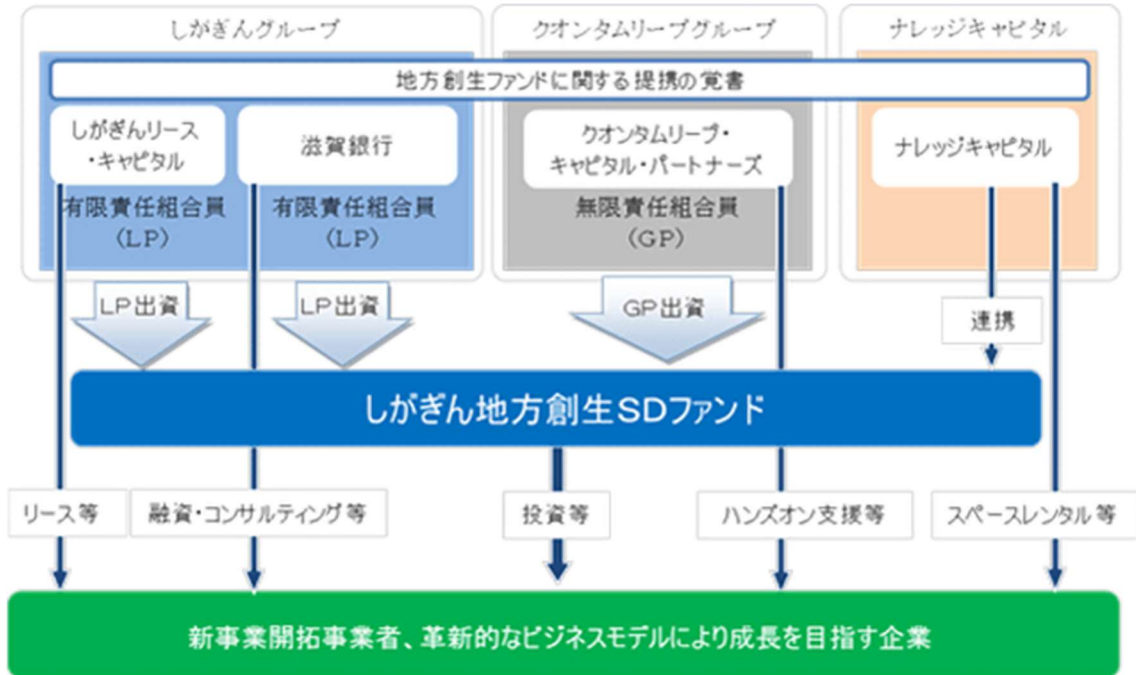 しがぎんグループ
クオンタムリープグループ
ナレッジキャピタル
地方創生ファンドに関する提携の覚書
しがぎんリース
・キャピタル
滋賀銀行
クオンタムリープ・
キャピタル・パートナーズ
ナレッジキャピタル
有限責任組合員
(LP)
有限責任組合員
(LP)
無限責任組合員
(GP)
LP出資
LP出資
GP出資
連携
しがぎん地方創生SDファンド
リース等
融資・コンサルティング等
投資等
ハンズオン支援等
スペースレンタル等
新事業開拓事業者、革新的なビジネスモデルにより成長を目指す企業